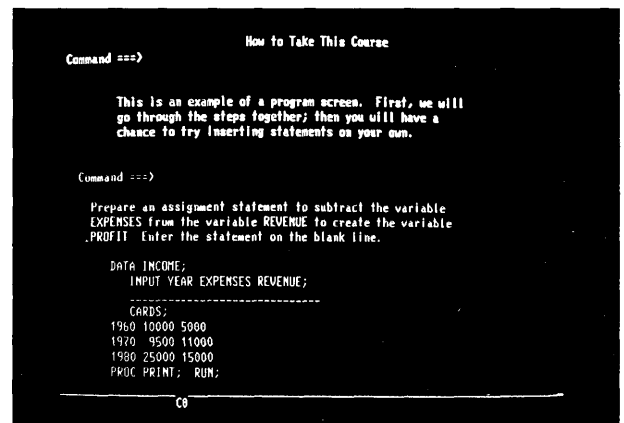 How to Take This Course
Command ===>
This is an example of a program screen. First, we will
go through the steps together; then you will have a
chance to try inserting statements on your own.
Command ===>
Prepare an assignment statement to subtract the variable
EXPENSES from the variable REVENUE to create the variable
PROFIT Enter the statement on the blank line.
DATA INCOME;
INPUT YEAR EXPENSES REVENUE;
CARDS;
1960 10000 5000
1970 9500 11000
1980 25000 15000
PROC PRINT; RUN;